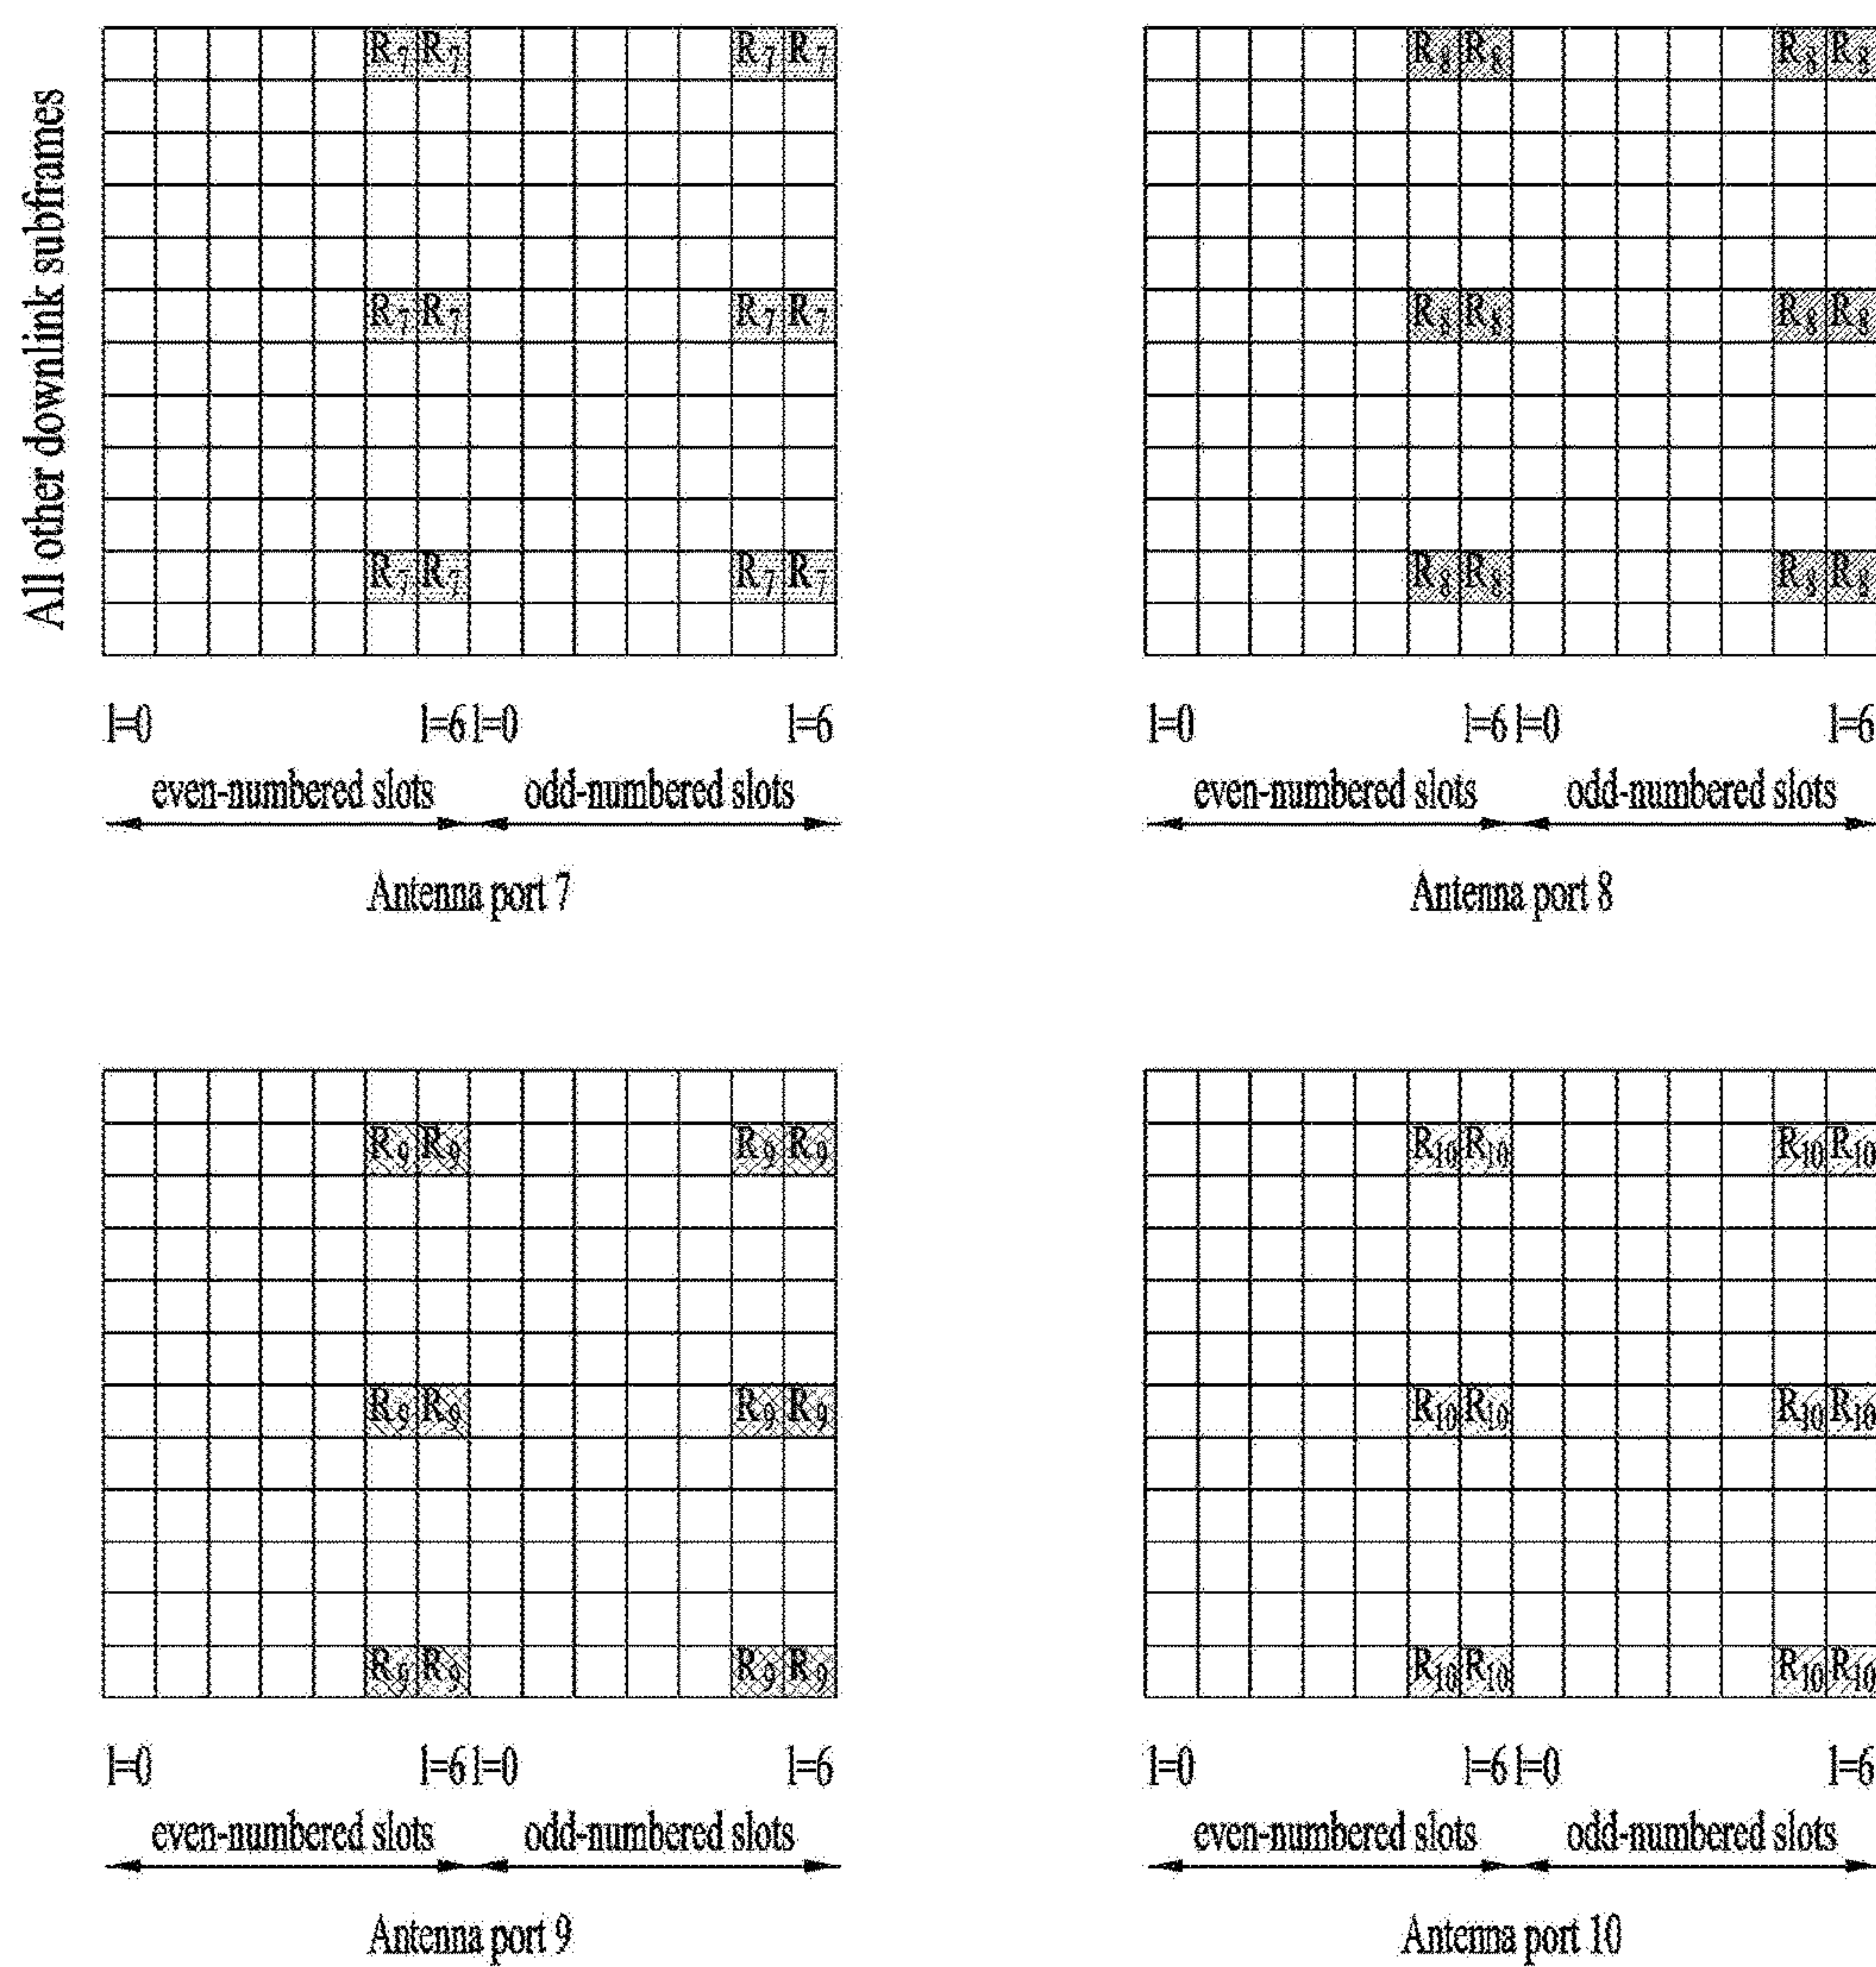 All other downlink subframes
R7 R7 R7 R7
R7 R7 R7 R7
R7 R7 R7 R7
l=0 l=6 l=0 l=6
even-numbered slots odd-numbered slots
Antenna port 7
R8 R8 R8 R8
R8 R8 R8 R8
R8 R8 R8 R8
l=0 l=6 l=0 l=6
even-numbered slots odd-numbered slots
Antenna port 8
R9 R9 R9 R9
R9 R9 R9 R9
R9 R9 R9 R9
l=0 l=6 l=0 l=6
even-numbered slots odd-numbered slots
Antenna port 9
R10 R10 R10 R10
R10 R10 R10 R10
R10 R10 R10 R10
l=0 l=6 l=0 l=6
even-numbered slots odd-numbered slots
Antenna port 10